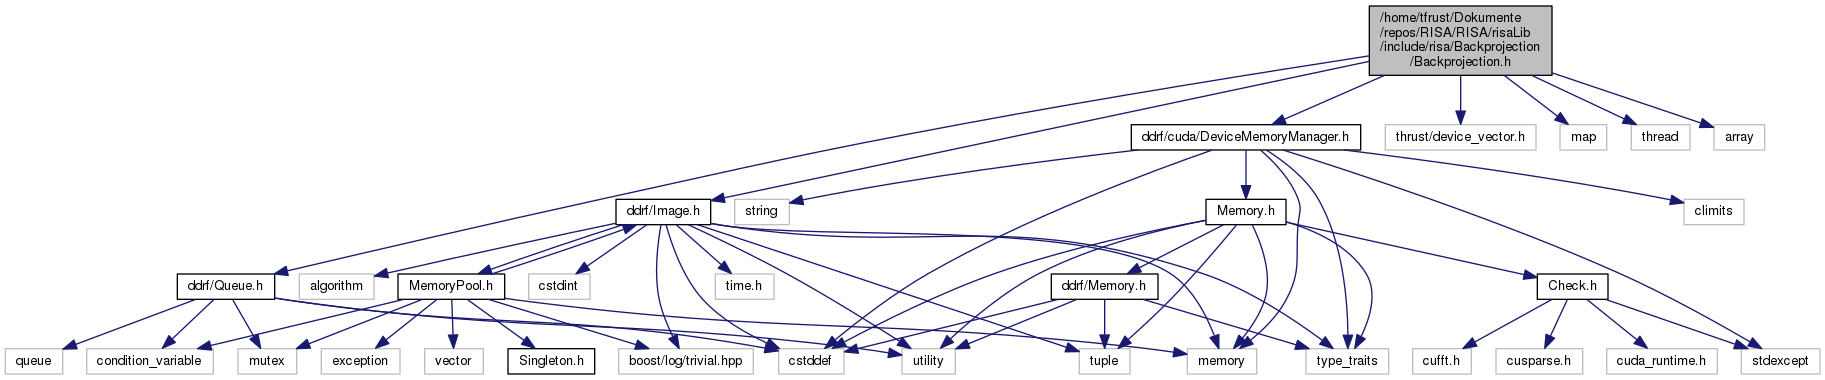 /home/tfrust/Dokumente
/repos/RISA/RISA/risaLib
/include/risa/Backprojection
/Backprojection.h
ddrf/cuda/DeviceMemoryManager.h
thrust/device_vector.h
map
thread
array
ddrf/Image.h
string
Memory.h
climits
ddrf/Queue.h
algorithm
MemoryPool.h
cstdint
time.h
ddrf/Memory.h
Check.h
queue
condition_variable
mutex
exception
vector
Singleton.h
boost/log/trivial.hpp
cstddef
utility
tuple
memory
type_traits
cufft.h
cusparse.h
cuda_runtime.h
stdexcept